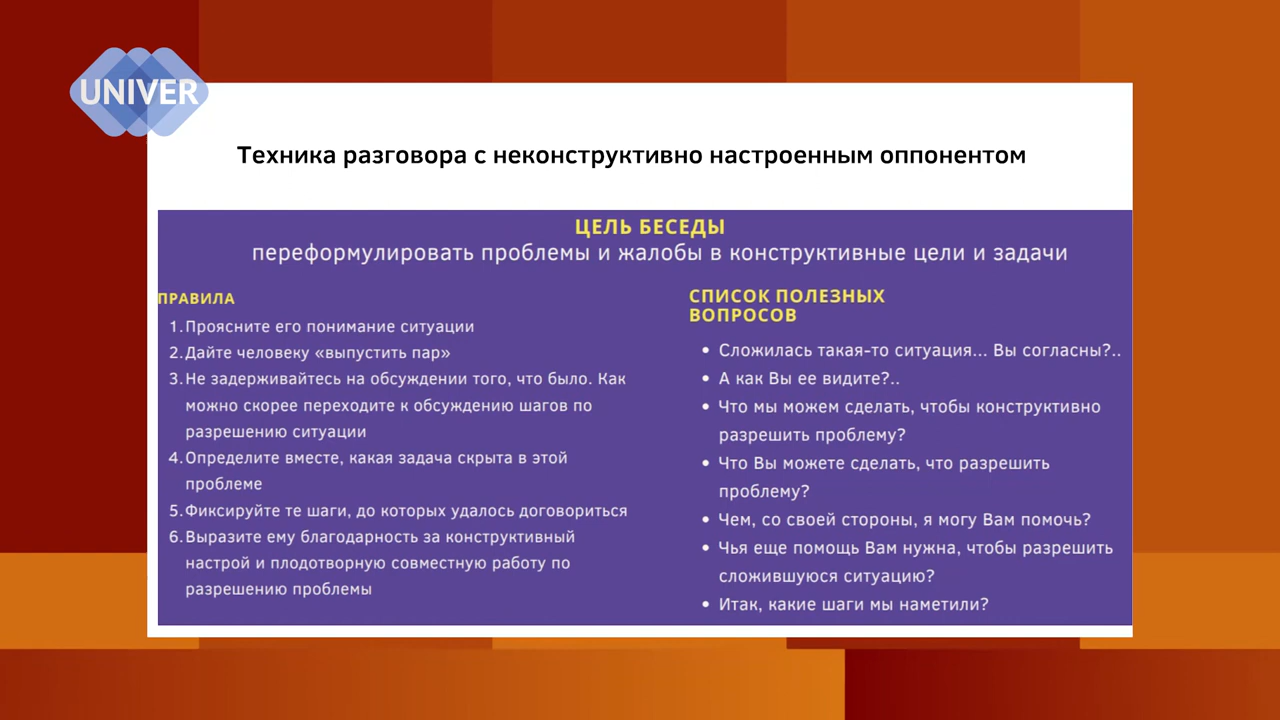 UNIVER
Техника разговора с неконструктивно настроенным оппонентом
ЦЕЛЬ БЕСЕДЫ
переформулировать проблемы и жалобы в конструктивные цели и задачи
ПРАВИЛА
1. Проясните его понимание ситуации
2. Дайте человеку «выпустить пар»
3. Не задерживайтесь на обсуждении того, что было. Как
можно скорее переходите к обсуждению шагов по
разрешению ситуации
4. Определите вместе, какая задача скрыта в этой
проблеме
5. Фиксируйте те шаги, до которых удалось договориться
6. Выразите ему благодарность за конструктивный
настрой и плодотворную совместную работу по
разрешению проблемы
СПИСОК ПОЛЕЗНЫХ
ВОПРОСОВ
• Сложилась такая-то ситуация... Вы согласны?..
• А как Вы ее видите?..
• Что мы можем сделать, чтобы конструктивно
разрешить проблему?
• Что Вы можете сделать, что разрешить
проблему?
• Чем, со своей стороны, я могу Вам помочь?
• Чья еще помощь Вам нужна, чтобы разрешить
сложившуюся ситуацию?
• Итак, какие шаги мы наметили?